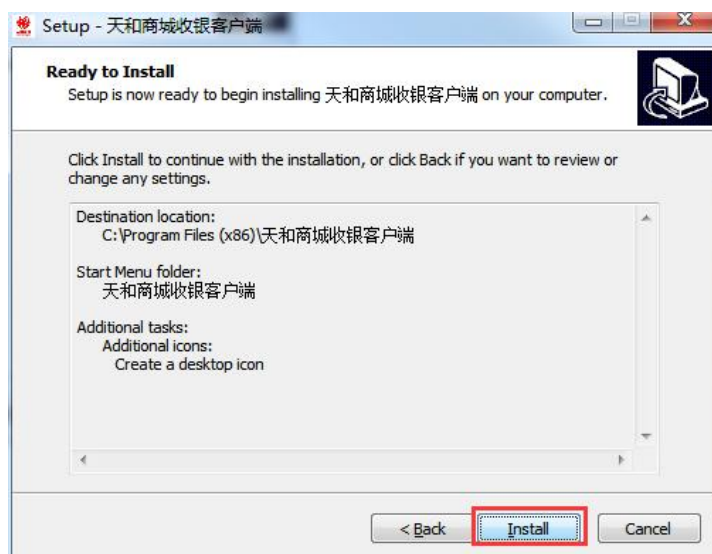 Setup - 天和商城收银客户端
Ready to Install
Setup is now ready to begin installing 天和商城收银客户端 on your computer.
Click Install to continue with the installation, or click Back if you want to review or
change any settings.
Destination location:
C:\Program Files (x86)\天和商城收银客户端
Start Menu folder:
天和商城收银客户端
Additional tasks:
Additional icons:
Create a desktop icon
< Back Install Cancel